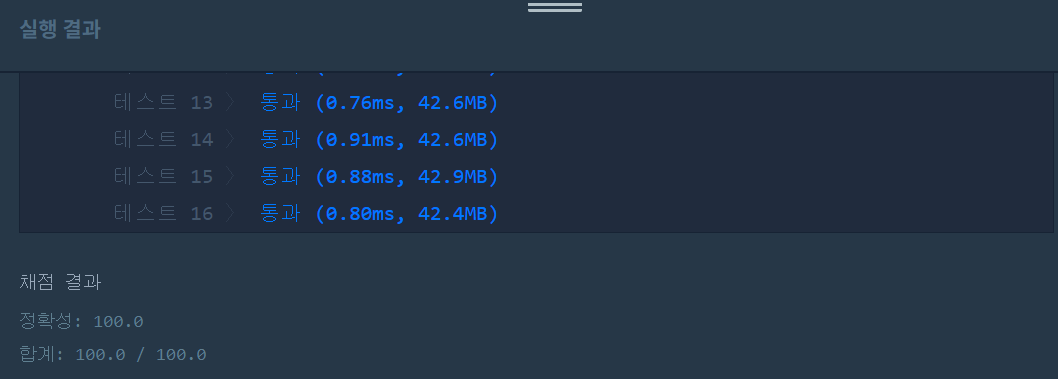 실행 결과
테스트 13 〉 통과 (0.76ms, 42.6MB)
테스트 14 〉 통과 (0.91ms, 42.6MB)
테스트 15 〉 통과 (0.88ms, 42.9MB)
테스트 16 〉 통과 (0.80ms, 42.4MB)
채점 결과
정확성: 100.0
합계: 100.0 / 100.0